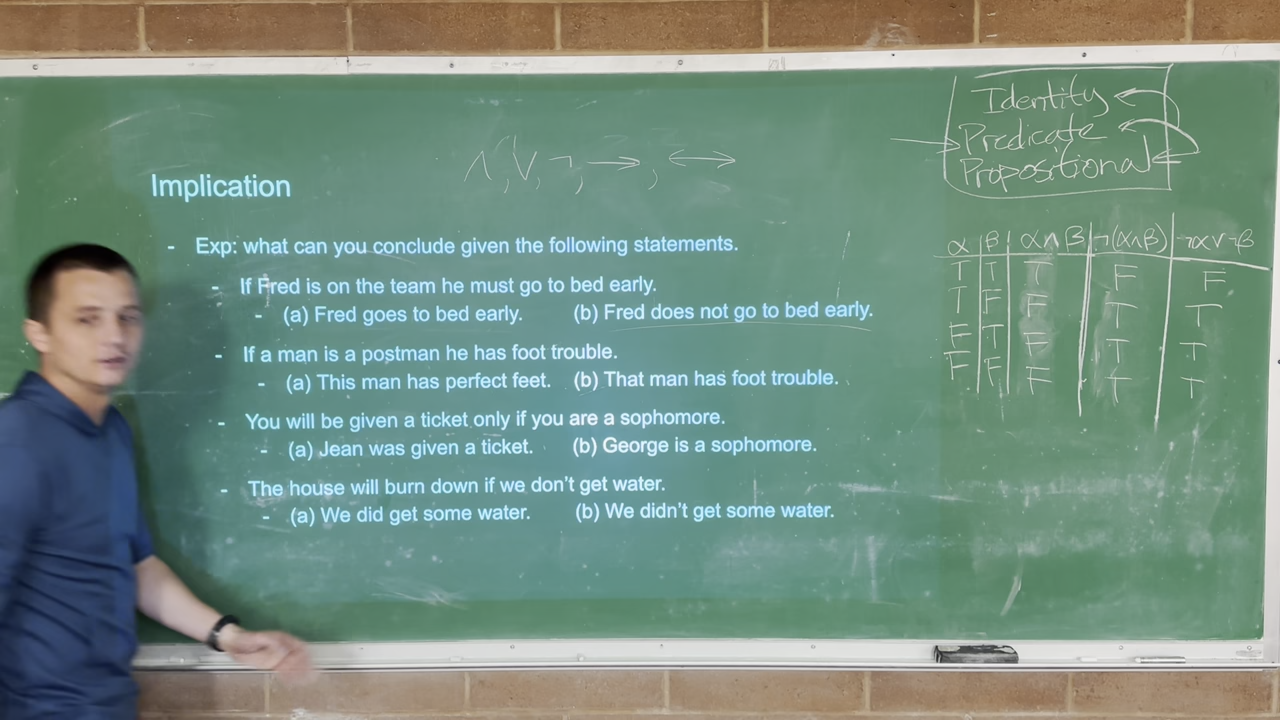 Identity
Predicate
Propositional
∧, V, ¬, →, ↔
Implication
- Exp: what can you conclude given the following statements.
- If Fred is on the team he must go to bed early.
- (a) Fred goes to bed early. (b) Fred does not go to bed early.
- If a man is a postman he has foot trouble.
- (a) This man has perfect feet. (b) That man has foot trouble.
- You will be given a ticket only if you are a sophomore.
- (a) Jean was given a ticket. (b) George is a sophomore.
- The house will burn down if we don't get water.
- (a) We did get some water. (b) We didn't get some water.
α β α∧β ¬(α∧β) ¬α∨¬β
T T T F F
T F F T T
F T F T T
F F F T T